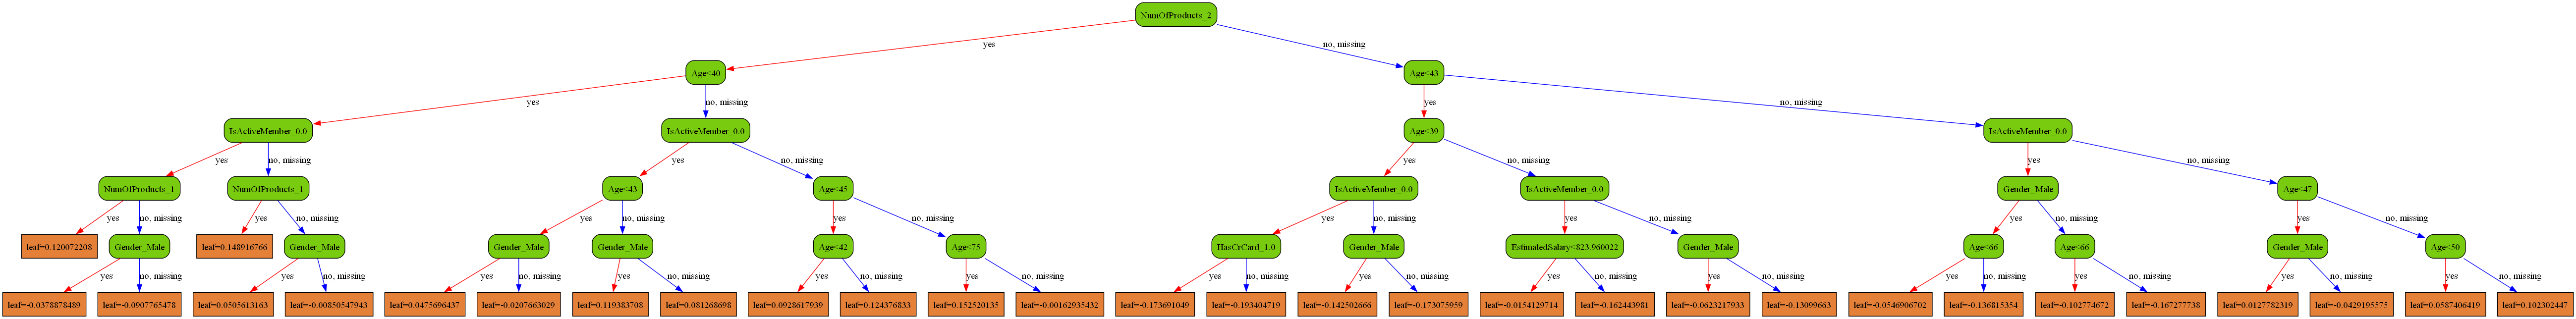 NumOfProducts_2
yes
no, missing
Age<40
Age<43
yes
no, missing
yes
no, missing
IsActiveMember_0.0
IsActiveMember_0.0
Age<39
IsActiveMember_0.0
yes
no, missing
yes
no, missing
yes
no, missing
yes
no, missing
NumOfProducts_1
NumOfProducts_1
Age<43
Age<45
IsActiveMember_0.0
IsActiveMember_0.0
Gender_Male
Age<47
yes
no, missing
yes
no, missing
yes
no, missing
yes
no, missing
yes
no, missing
yes
no, missing
yes
no, missing
yes
no, missing
leaf=0.120072208
Gender_Male
leaf=0.148916766
Gender_Male
Gender_Male
Gender_Male
Age<42
Age<75
HasCrCard_1.0
Gender_Male
EstimatedSalary<823.960022
Gender_Male
Age<66
Age<66
Gender_Male
Age<50
yes
no, missing
yes
no, missing
yes
no, missing
yes
no, missing
yes
no, missing
yes
no, missing
yes
no, missing
yes
no, missing
yes
no, missing
yes
no, missing
yes
no, missing
yes
no, missing
yes
no, missing
yes
no, missing
leaf=-0.0378878489
leaf=-0.0907765478
leaf=0.0505613163
leaf=-0.00850547943
leaf=0.0475696437
leaf=-0.0207663029
leaf=0.119383708
leaf=0.081268698
leaf=0.0928617939
leaf=0.124376833
leaf=0.152520135
leaf=-0.00162935432
leaf=-0.173691049
leaf=-0.193404719
leaf=-0.142502666
leaf=-0.173075959
leaf=-0.0154129714
leaf=-0.162443981
leaf=-0.0623217933
leaf=-0.13099663
leaf=-0.0546906702
leaf=-0.136815354
leaf=-0.102774672
leaf=-0.167277738
leaf=0.0127782319
leaf=-0.0429195575
leaf=0.0587406419
leaf=0.102302447